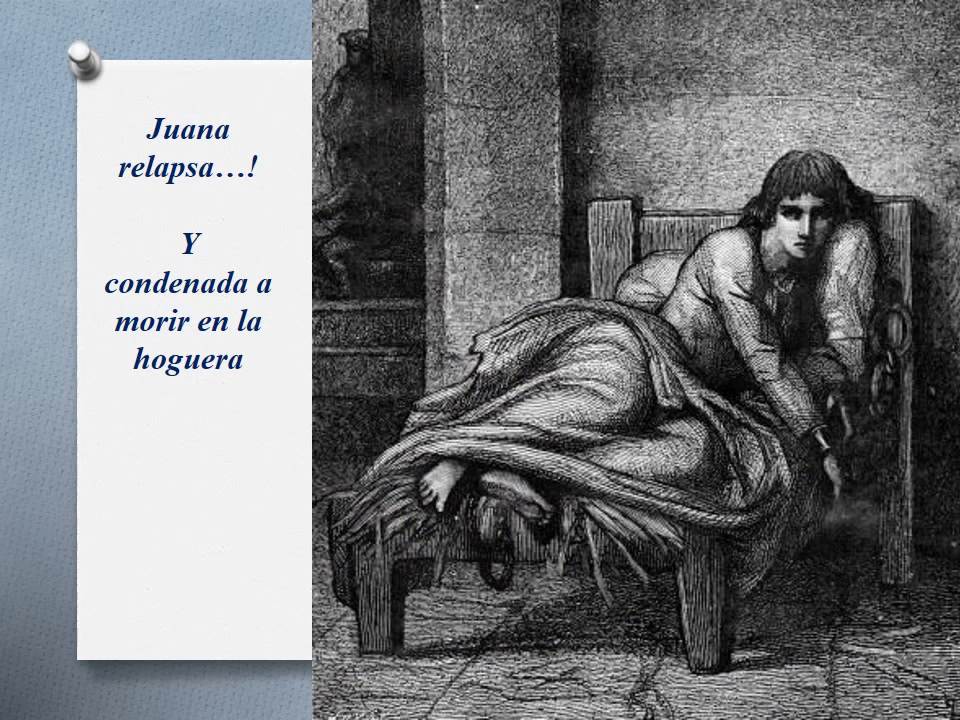 Juana
relapsa…!
Y
condenada a
morir en la
hoguera